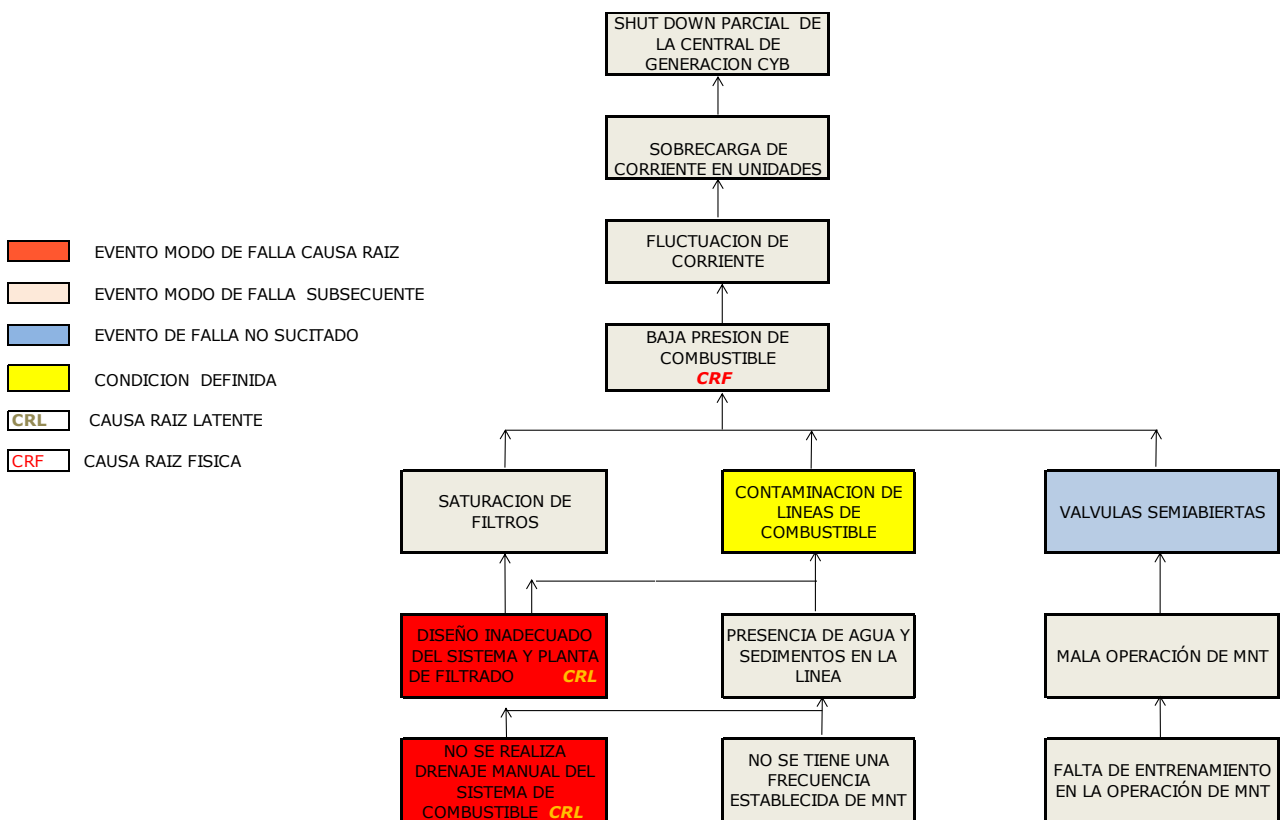 SHUT DOWN PARCIAL DE
LA CENTRAL DE
GENERACION CYB
SOBRECARGA DE
CORRIENTE EN UNIDADES
FLUCTUACION DE
CORRIENTE
BAJA PRESION DE
COMBUSTIBLE
CRF
EVENTO MODO DE FALLA CAUSA RAIZ
EVENTO MODO DE FALLA SUBSECUENTE
EVENTO DE FALLA NO SUCITADO
CONDICION DEFINIDA
CRL CAUSA RAIZ LATENTE
CRF CAUSA RAIZ FISICA
SATURACION DE
FILTROS
CONTAMINACION DE
LINEAS DE
COMBUSTIBLE
VALVULAS SEMIABIERTAS
DISEÑO INADECUADO
DEL SISTEMA Y PLANTA
DE FILTRADO CRL
PRESENCIA DE AGUA Y
SEDIMENTOS EN LA
LINEA
MALA OPERACIÓN DE MNT
NO SE REALIZA
DRENAJE MANUAL DEL
SISTEMA DE
COMBUSTIBLE CRL
NO SE TIENE UNA
FRECUENCIA
ESTABLECIDA DE MNT
FALTA DE ENTRENAMIENTO
EN LA OPERACIÓN DE MNT